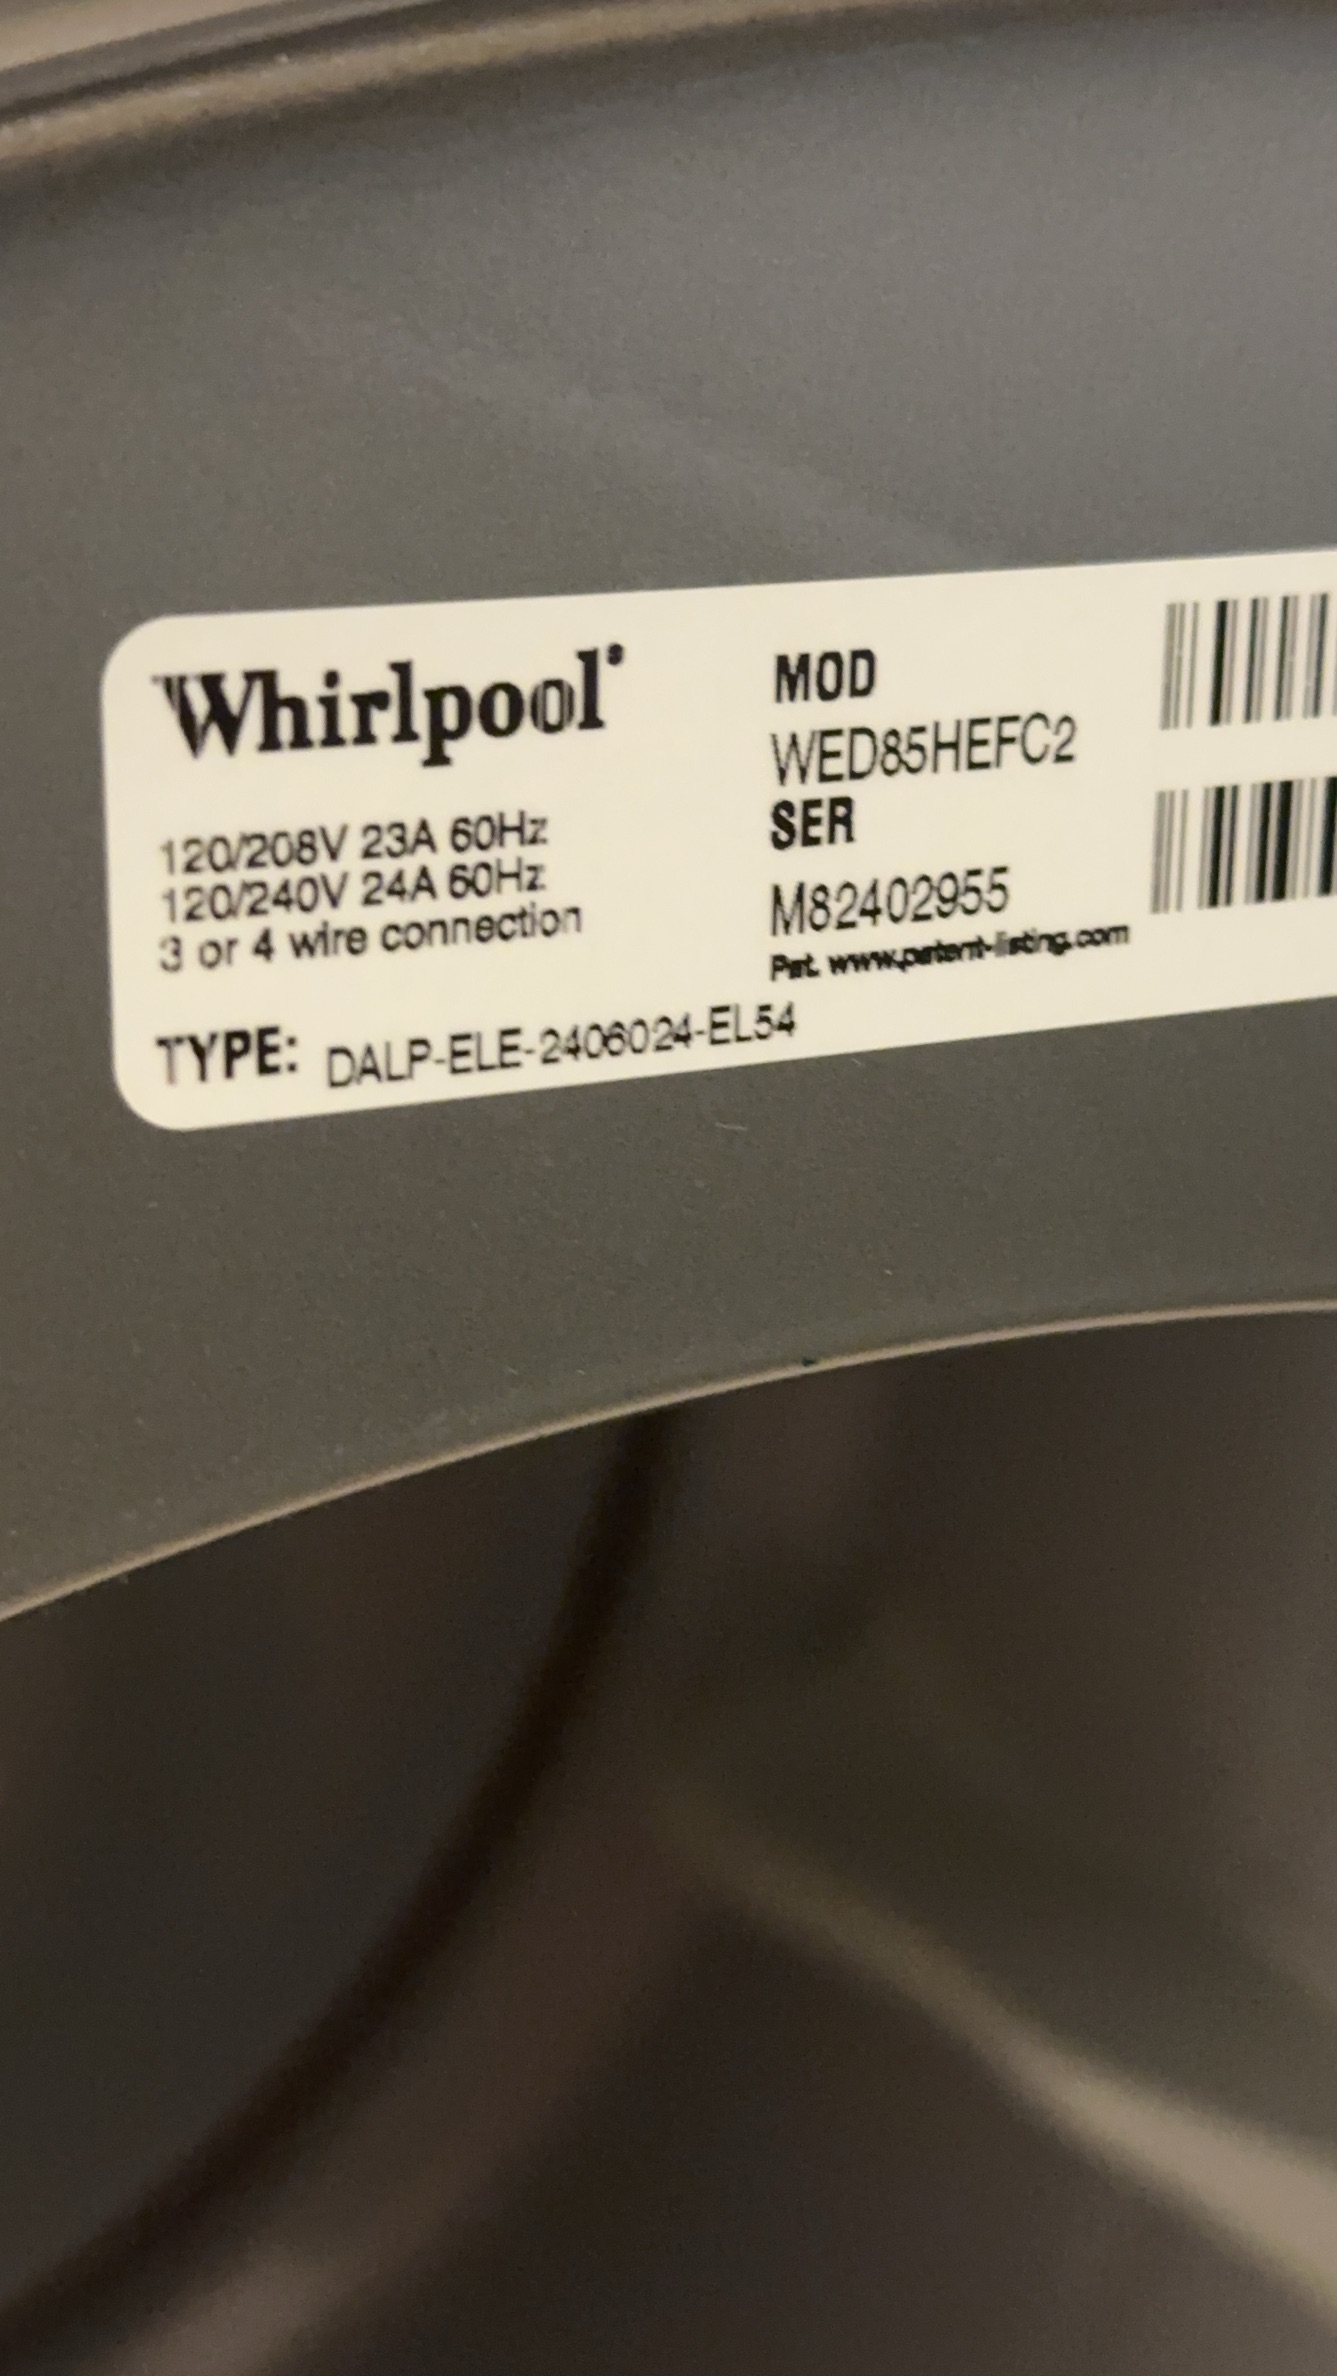 Whirlpool
120/208V 23A 60Hz
120/240V 24A 60Hz
3 or 4 wire connection
MOD
WED85HEFC2
SER
M82402955
Pat. www.patent-listing.com
TYPE: DALP-ELE-2406024-EL54